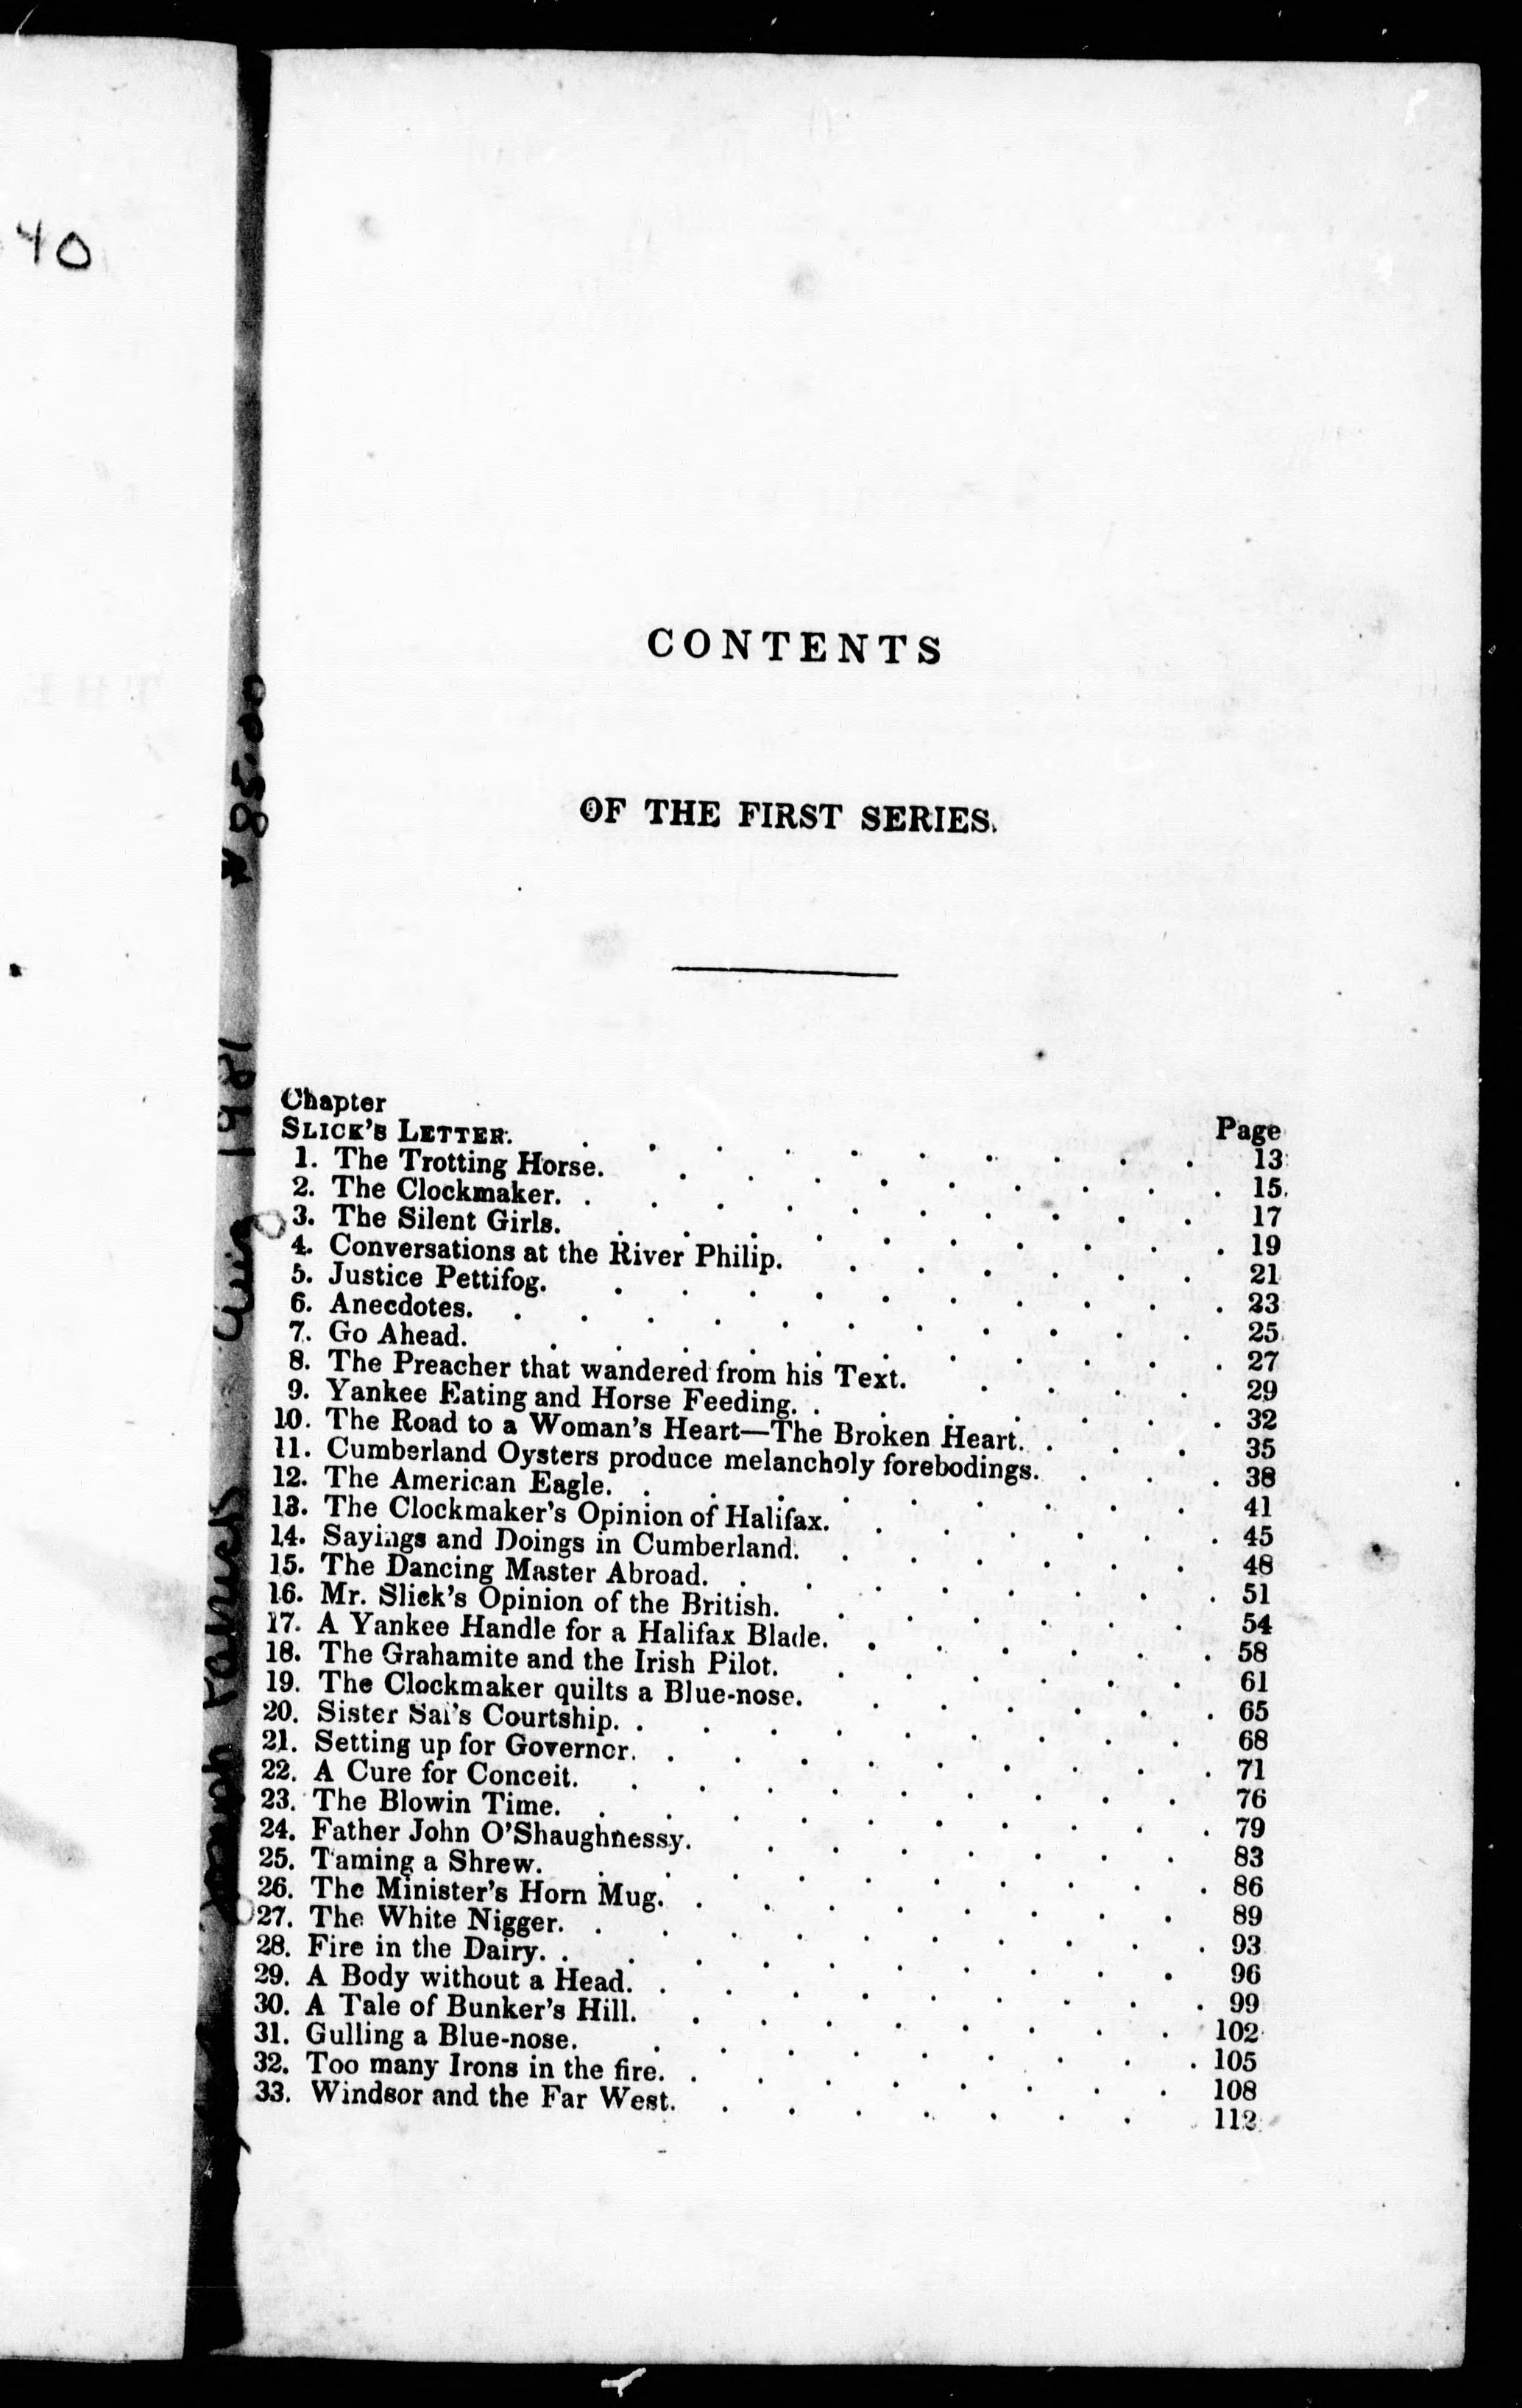 40
CONTENTS
OF THE FIRST SERIES.
Chapter Page
SLICK'S LETTER. 13
1. The Trotting Horse. 15
2. The Clockmaker. 17
3. The Silent Girls. 19
4. Conversations at the River Philip. 21
5. Justice Pettifog. 23
6. Anecdotes. 25
7. Go Ahead. 27
8. The Preacher that wandered from his Text. 29
9. Yankee Eating and Horse Feeding. 32
10. The Road to a Woman's Heart—The Broken Heart. 35
11. Cumberland Oysters produce melancholy forebodings. 38
12. The American Eagle. 41
13. The Clockmaker's Opinion of Halifax. 45
14. Sayings and Doings in Cumberland. 48
15. The Dancing Master Abroad. 51
16. Mr. Slick's Opinion of the British. 54
17. A Yankee Handle for a Halifax Blade. 58
18. The Grahamite and the Irish Pilot. 61
19. The Clockmaker quilts a Blue-nose. 65
20. Sister Sal's Courtship. 68
21. Setting up for Governor. 71
22. A Cure for Conceit. 76
23. The Blowin Time. 79
24. Father John O'Shaughnessy. 83
25. Taming a Shrew. 86
26. The Minister's Horn Mug. 89
27. The White Nigger. 93
28. Fire in the Dairy. 96
29. A Body without a Head. 99
30. A Tale of Bunker's Hill. 102
31. Gulling a Blue-nose. 105
32. Too many Irons in the fire. 108
33. Windsor and the Far West. 112
1981
85.00